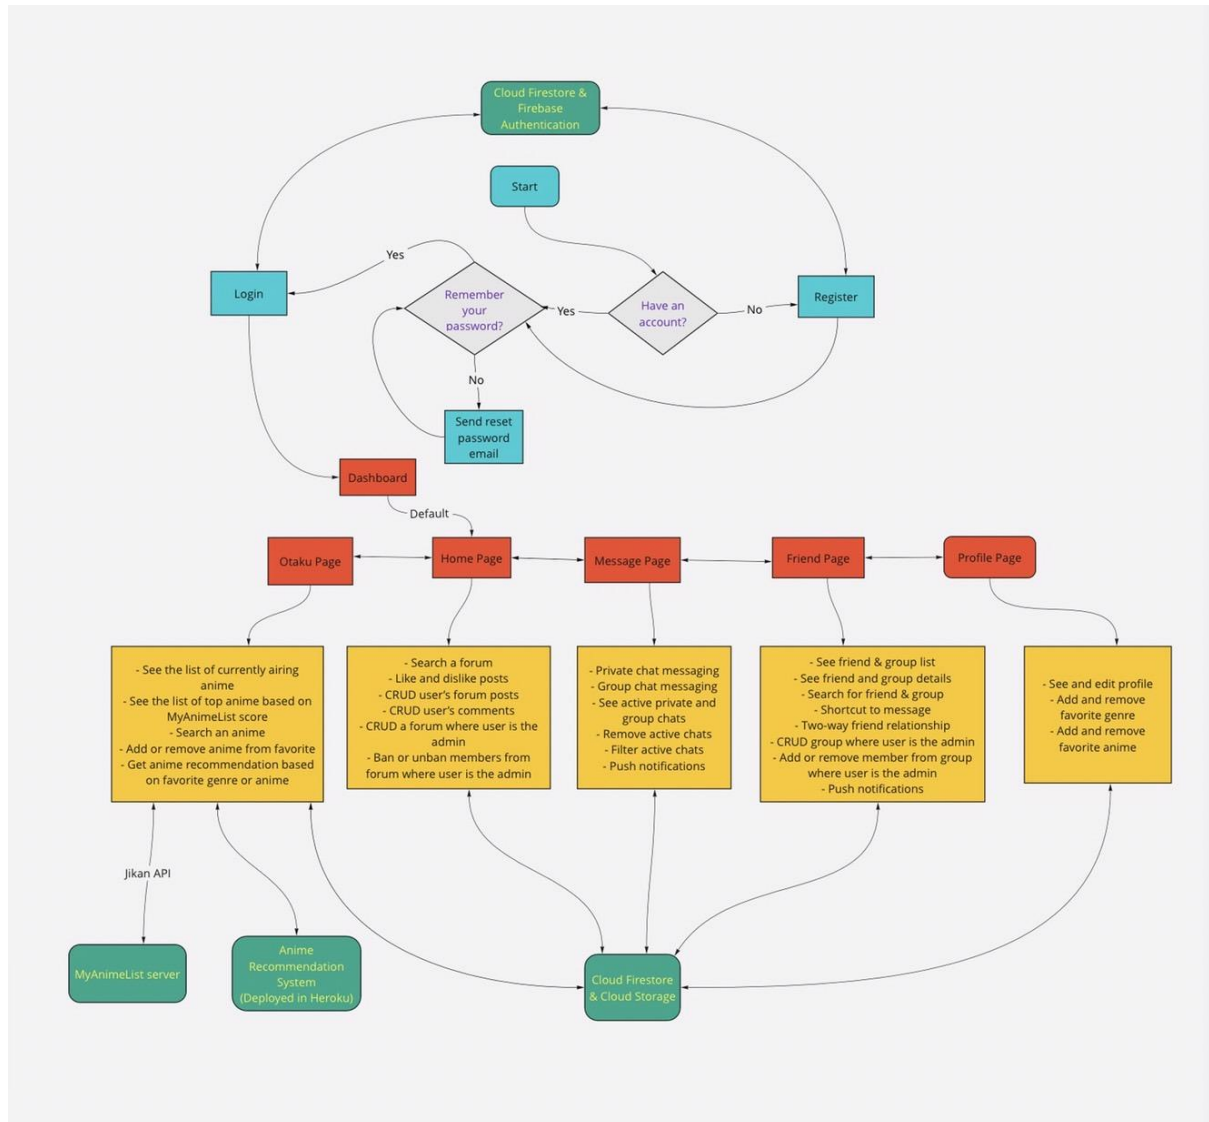 Cloud Firestore &
Firebase
Authentication
Start
Yes
Login
Remember
your
password?
Yes
Have an
account?
No
Register
No
Send reset
password
email
Dashboard
Default
Otaku Page
Home Page
Message Page
Friend Page
Profile Page
- See the list of currently airing
anime
- See the list of top anime based on
MyAnimeList score
- Search an anime
- Add or remove anime from favorite
- Get anime recommendation based
on favorite genre or anime
- Search a forum
- Like and dislike posts
- CRUD user's forum posts
- CRUD user's comments
- CRUD a forum where user is the
admin
- Ban or unban members from
forum where user is the admin
- Private chat messaging
- Group chat messaging
- See active private and
group chats
- Remove active chats
- Filter active chats
- Push notifications
- See friend & group list
- See friend and group details
- Search for friend & group
- Shortcut to message
- Two-way friend relationship
- CRUD group where user is the admin
- Add or remove member from group
where user is the admin
- Push notifications
- See and edit profile
- Add and remove
favorite genre
- Add and remove
favorite anime
Jikan API
MyAnimeList server
Anime
Recommendation
System
(Deployed in Heroku)
Cloud Firestore
& Cloud Storage